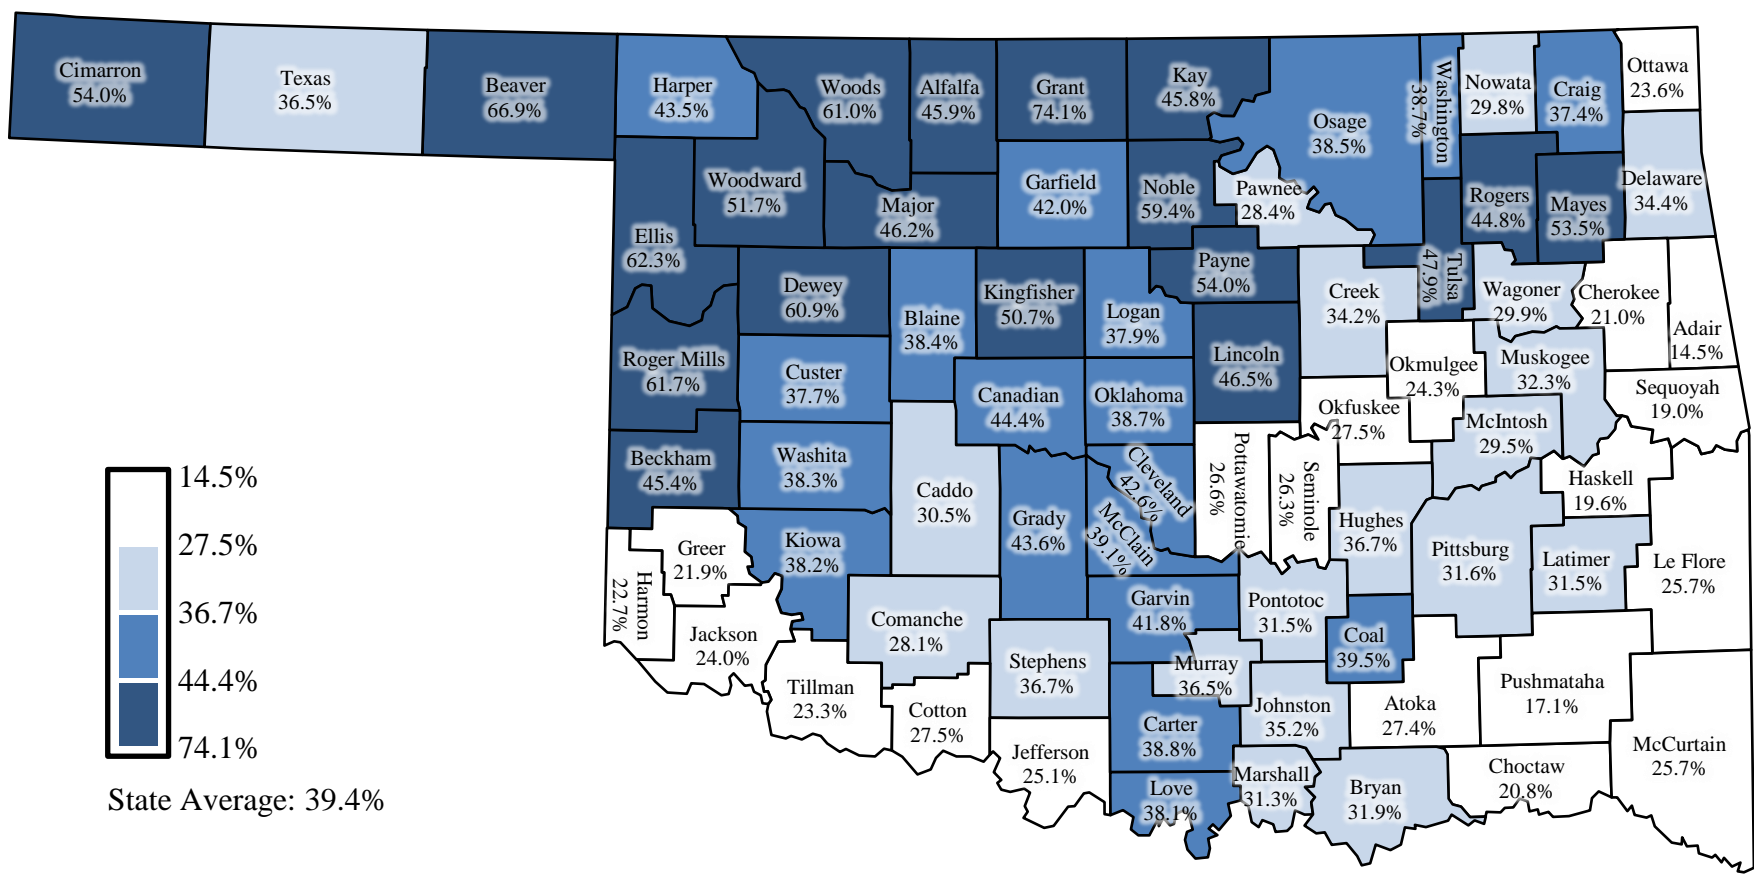 Cimarron
54.0%
Texas
36.5%
Beaver
66.9%
Harper
43.5%
Woods
61.0%
Alfalfa
45.9%
Grant
74.1%
Kay
45.8%
Osage
38.5%
Washington
38.7%
Nowata
29.8%
Craig
37.4%
Ottawa
23.6%
Woodward
51.7%
Major
46.2%
Garfield
42.0%
Noble
59.4%
Pawnee
28.4%
Rogers
44.8%
Mayes
53.5%
Delaware
34.4%
Ellis
62.3%
Dewey
60.9%
Blaine
38.4%
Kingfisher
50.7%
Logan
37.9%
Payne
54.0%
Creek
34.2%
Tulsa
47.9%
Wagoner
29.9%
Cherokee
21.0%
Adair
14.5%
Roger Mills
61.7%
Custer
37.7%
Canadian
44.4%
Oklahoma
38.7%
Lincoln
46.5%
Okmulgee
24.3%
Muskogee
32.3%
Sequoyah
19.0%
Okfuskee
27.5%
McIntosh
29.5%
Beckham
45.4%
Washita
38.3%
Caddo
30.5%
Grady
43.6%
Cleveland
42.6%
McClain
39.1%
Pottawatomie
26.6%
Seminole
26.3%
Hughes
36.7%
Haskell
19.6%
Pittsburg
31.6%
Latimer
31.5%
Le Flore
25.7%
Greer
21.9%
Kiowa
38.2%
Harmon
22.7%
Jackson
24.0%
Comanche
28.1%
Garvin
41.8%
Pontotoc
31.5%
Coal
39.5%
Stephens
36.7%
Murray
36.5%
Tillman
23.3%
Cotton
27.5%
Carter
38.8%
Johnston
35.2%
Atoka
27.4%
Pushmataha
17.1%
McCurtain
25.7%
Jefferson
25.1%
Love
38.1%
Marshall
31.3%
Bryan
31.9%
Choctaw
20.8%
14.5%
27.5%
36.7%
44.4%
74.1%
State Average: 39.4%